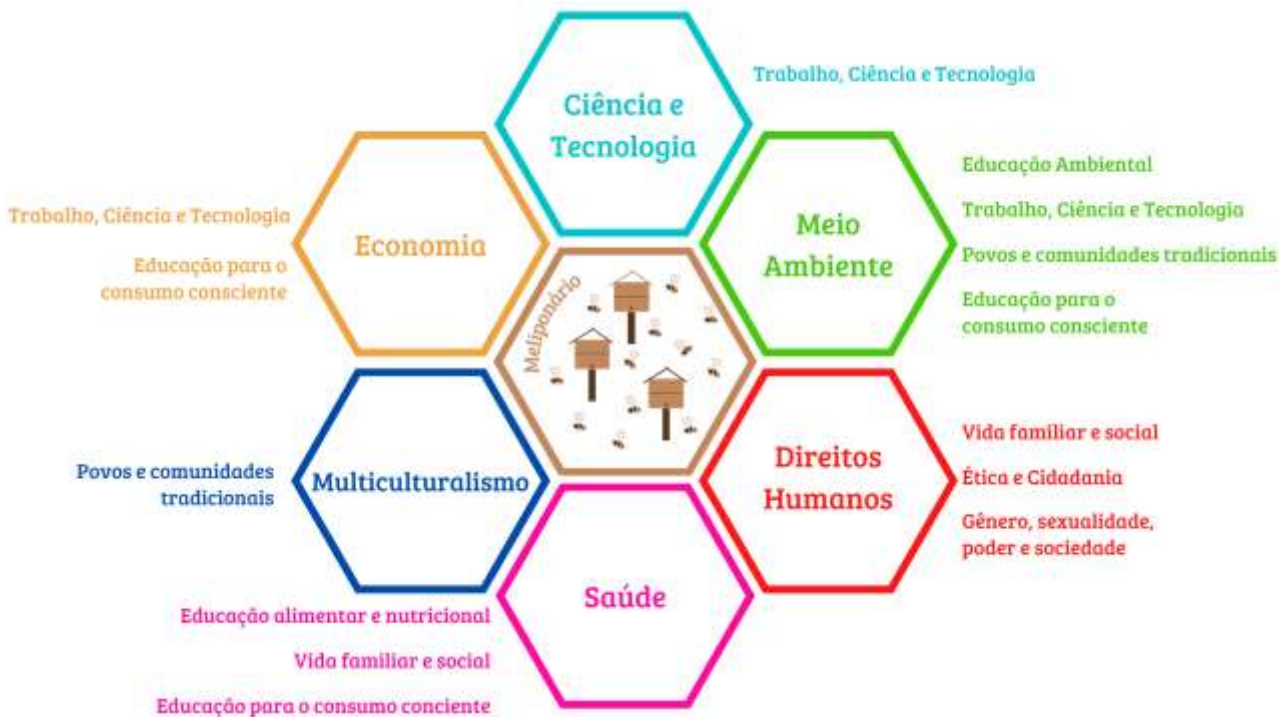 Ciência e
Tecnologia
Trabalho, Ciência e Tecnologia
Meio
Ambiente
Educação Ambiental
Trabalho, Ciência e Tecnologia
Povos e comunidades tradicionais
Educação para o
consumo consciente
Direitos
Humanos
Vida familiar e social
Ética e Cidadania
Gênero, sexualidade,
poder e sociedade
Saúde
Educação alimentar e nutricional
Vida familiar e social
Educação para o consumo conciente
Multiculturalismo
Povos e comunidades
tradicionais
Economia
Trabalho, Ciência e Tecnologia
Educação para o
consumo consciente
Meliponário